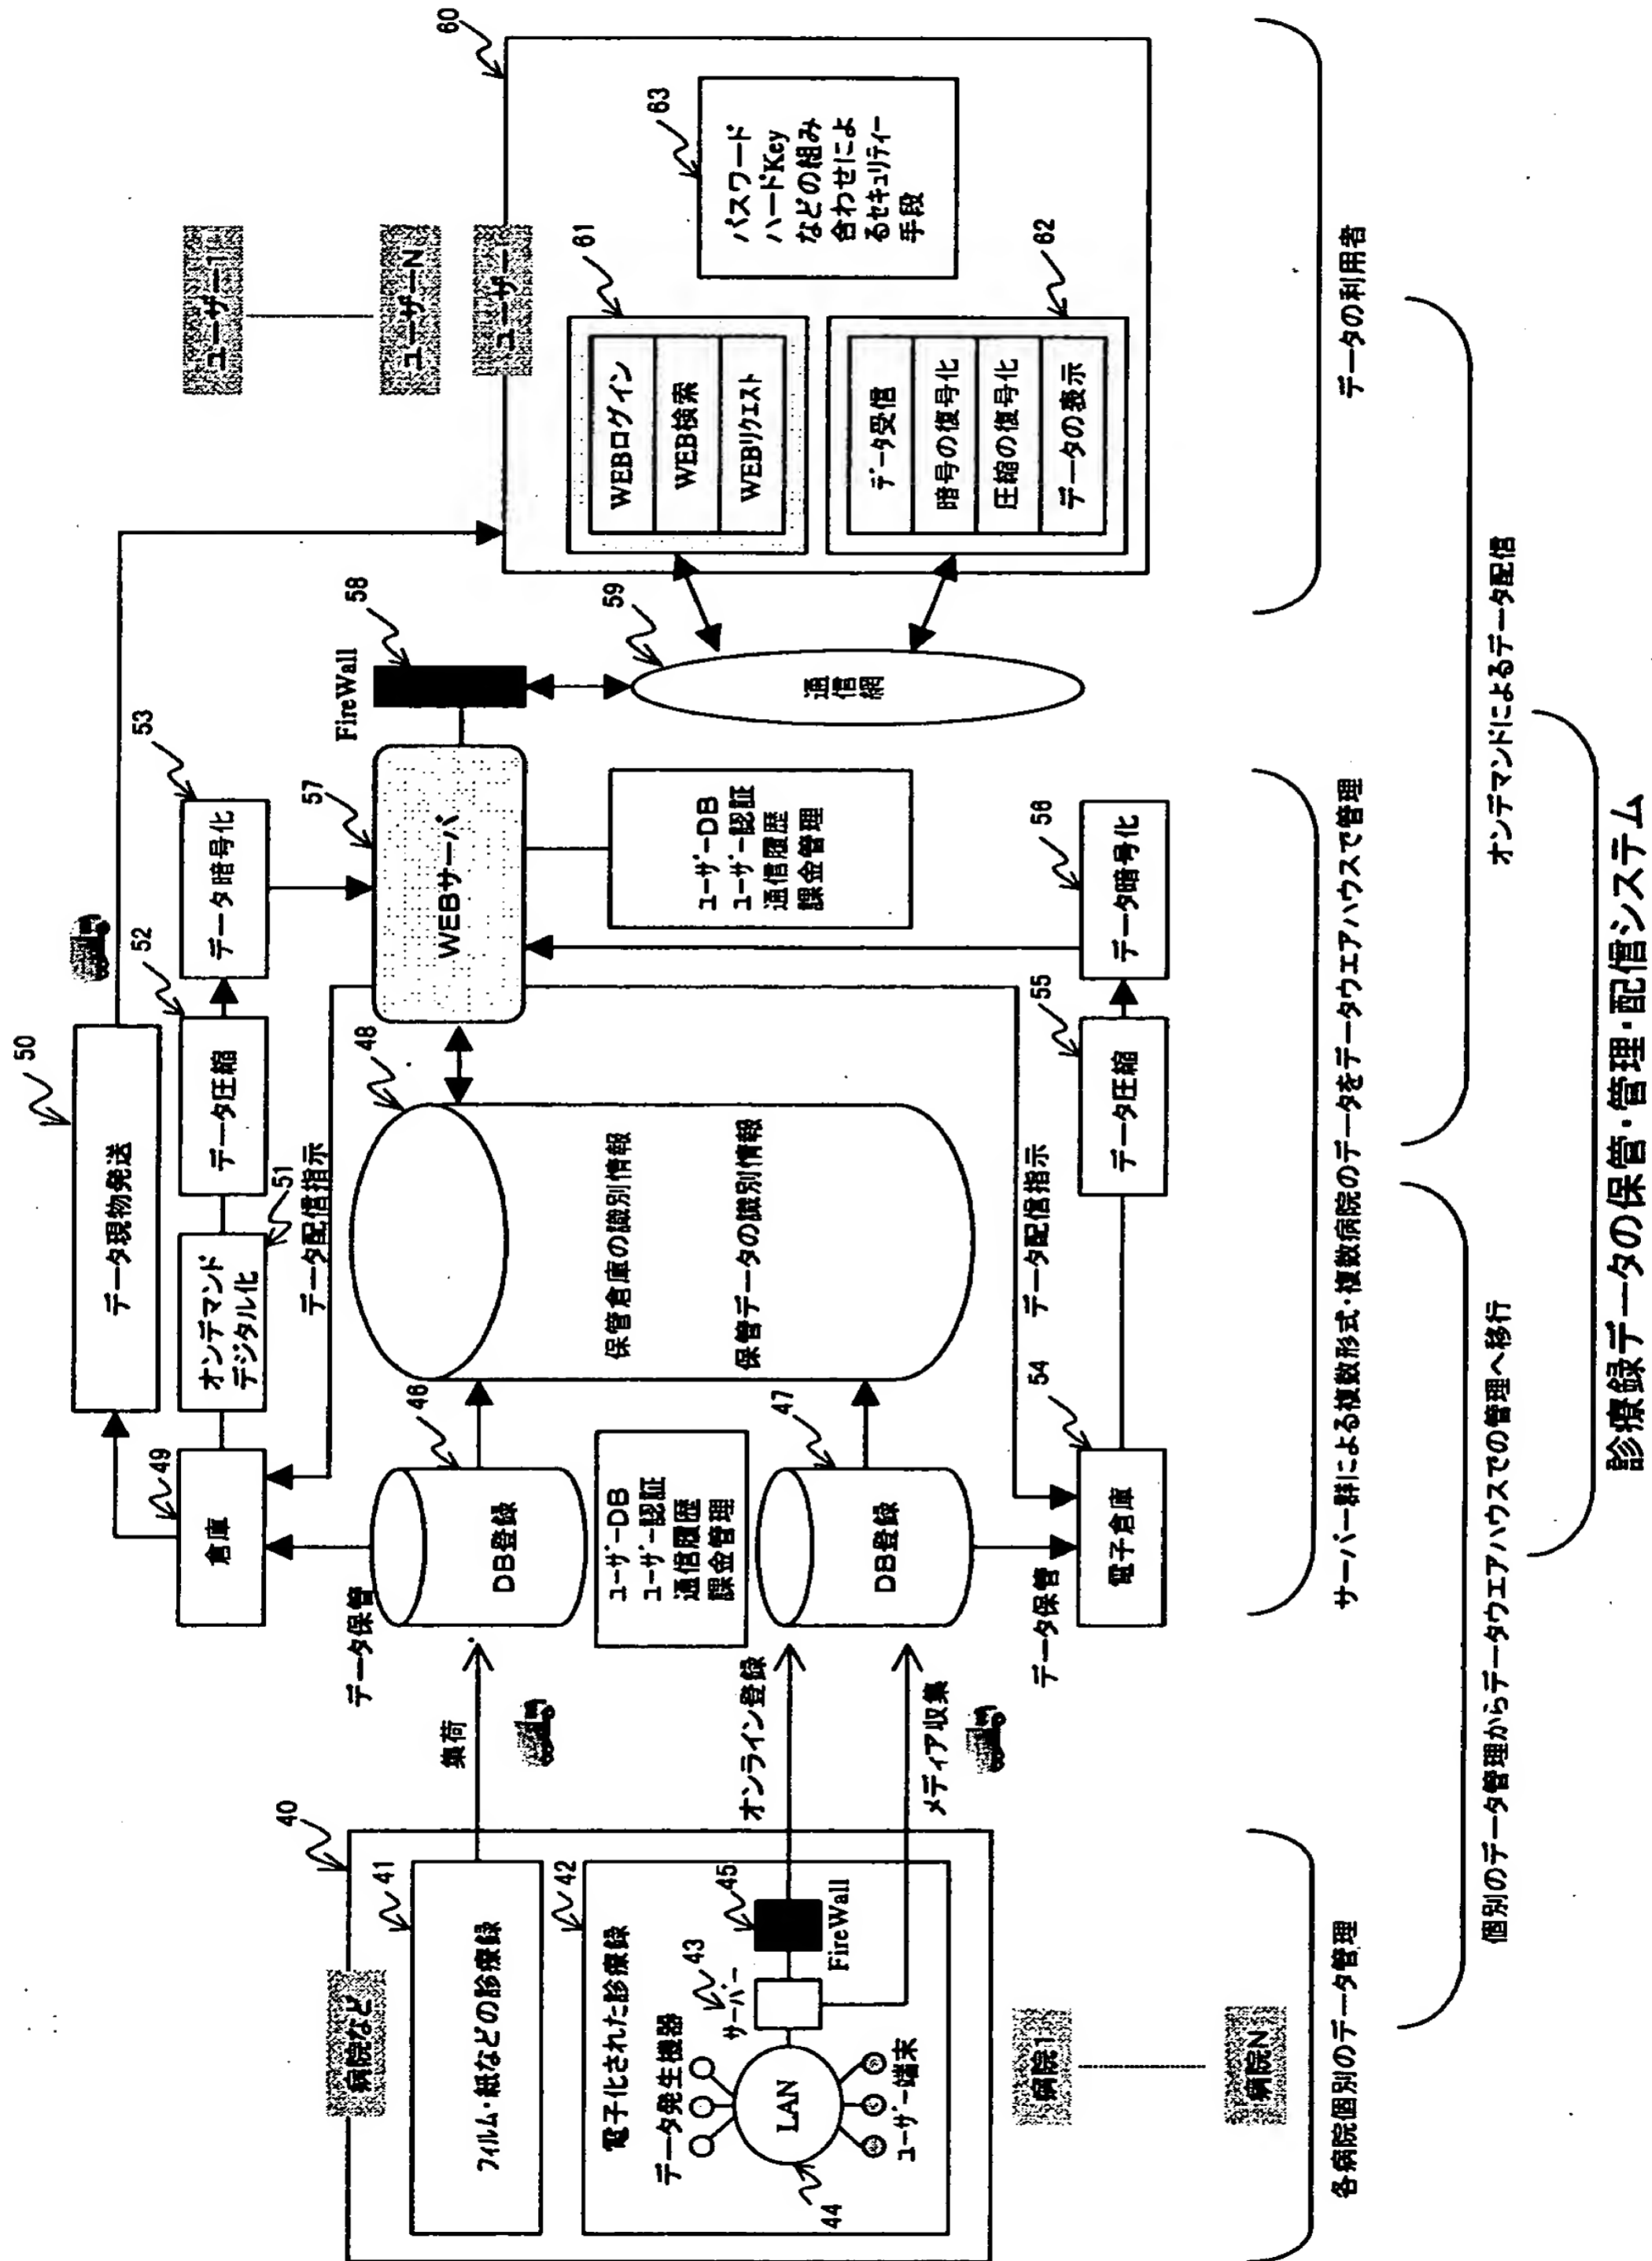 病院など
40
41
フィルム・紙などの診療録
42
電子化された診療録
データ発生機器
サーバー
43
45
FireWall
LAN
44
ユーザー端末
病院1
病院N
各病院個別のデータ管理
集荷
オンライン登録
メディア収集
50
データ現物発送
49
倉庫
オンデマンド
デジタル化
51
データ圧縮
52
データ暗号化
53
データ配信指示
データ保管
46
DB登録
ユーザーDB
ユーザー認証
通信履歴
課金管理
47
DB登録
データ保管
48
保管倉庫の識別情報
保管データの識別情報
57
WEBサーバ
ユーザーDB
ユーザー認証
通信履歴
課金管理
データ配信指示
54
電子倉庫
55
データ圧縮
56
データ暗号化
FireWall
58
59
通信網
ユーザー1
ユーザーN
ユーザー
60
61
WEBログイン
WEB検索
WEBリクエスト
62
データ受信
暗号の復号化
圧縮の復号化
データの表示
63
パスワード
ハードKey
などの組み
合わせによ
るセキュリティー
手段
データの利用者
サーバー群による複数形式・複数病院のデータをデータウエアハウスで管理
個別のデータ管理からデータウエアハウスでの管理へ移行
オンデマンドによるデータ配信
診療録データの保管・管理・配信システム